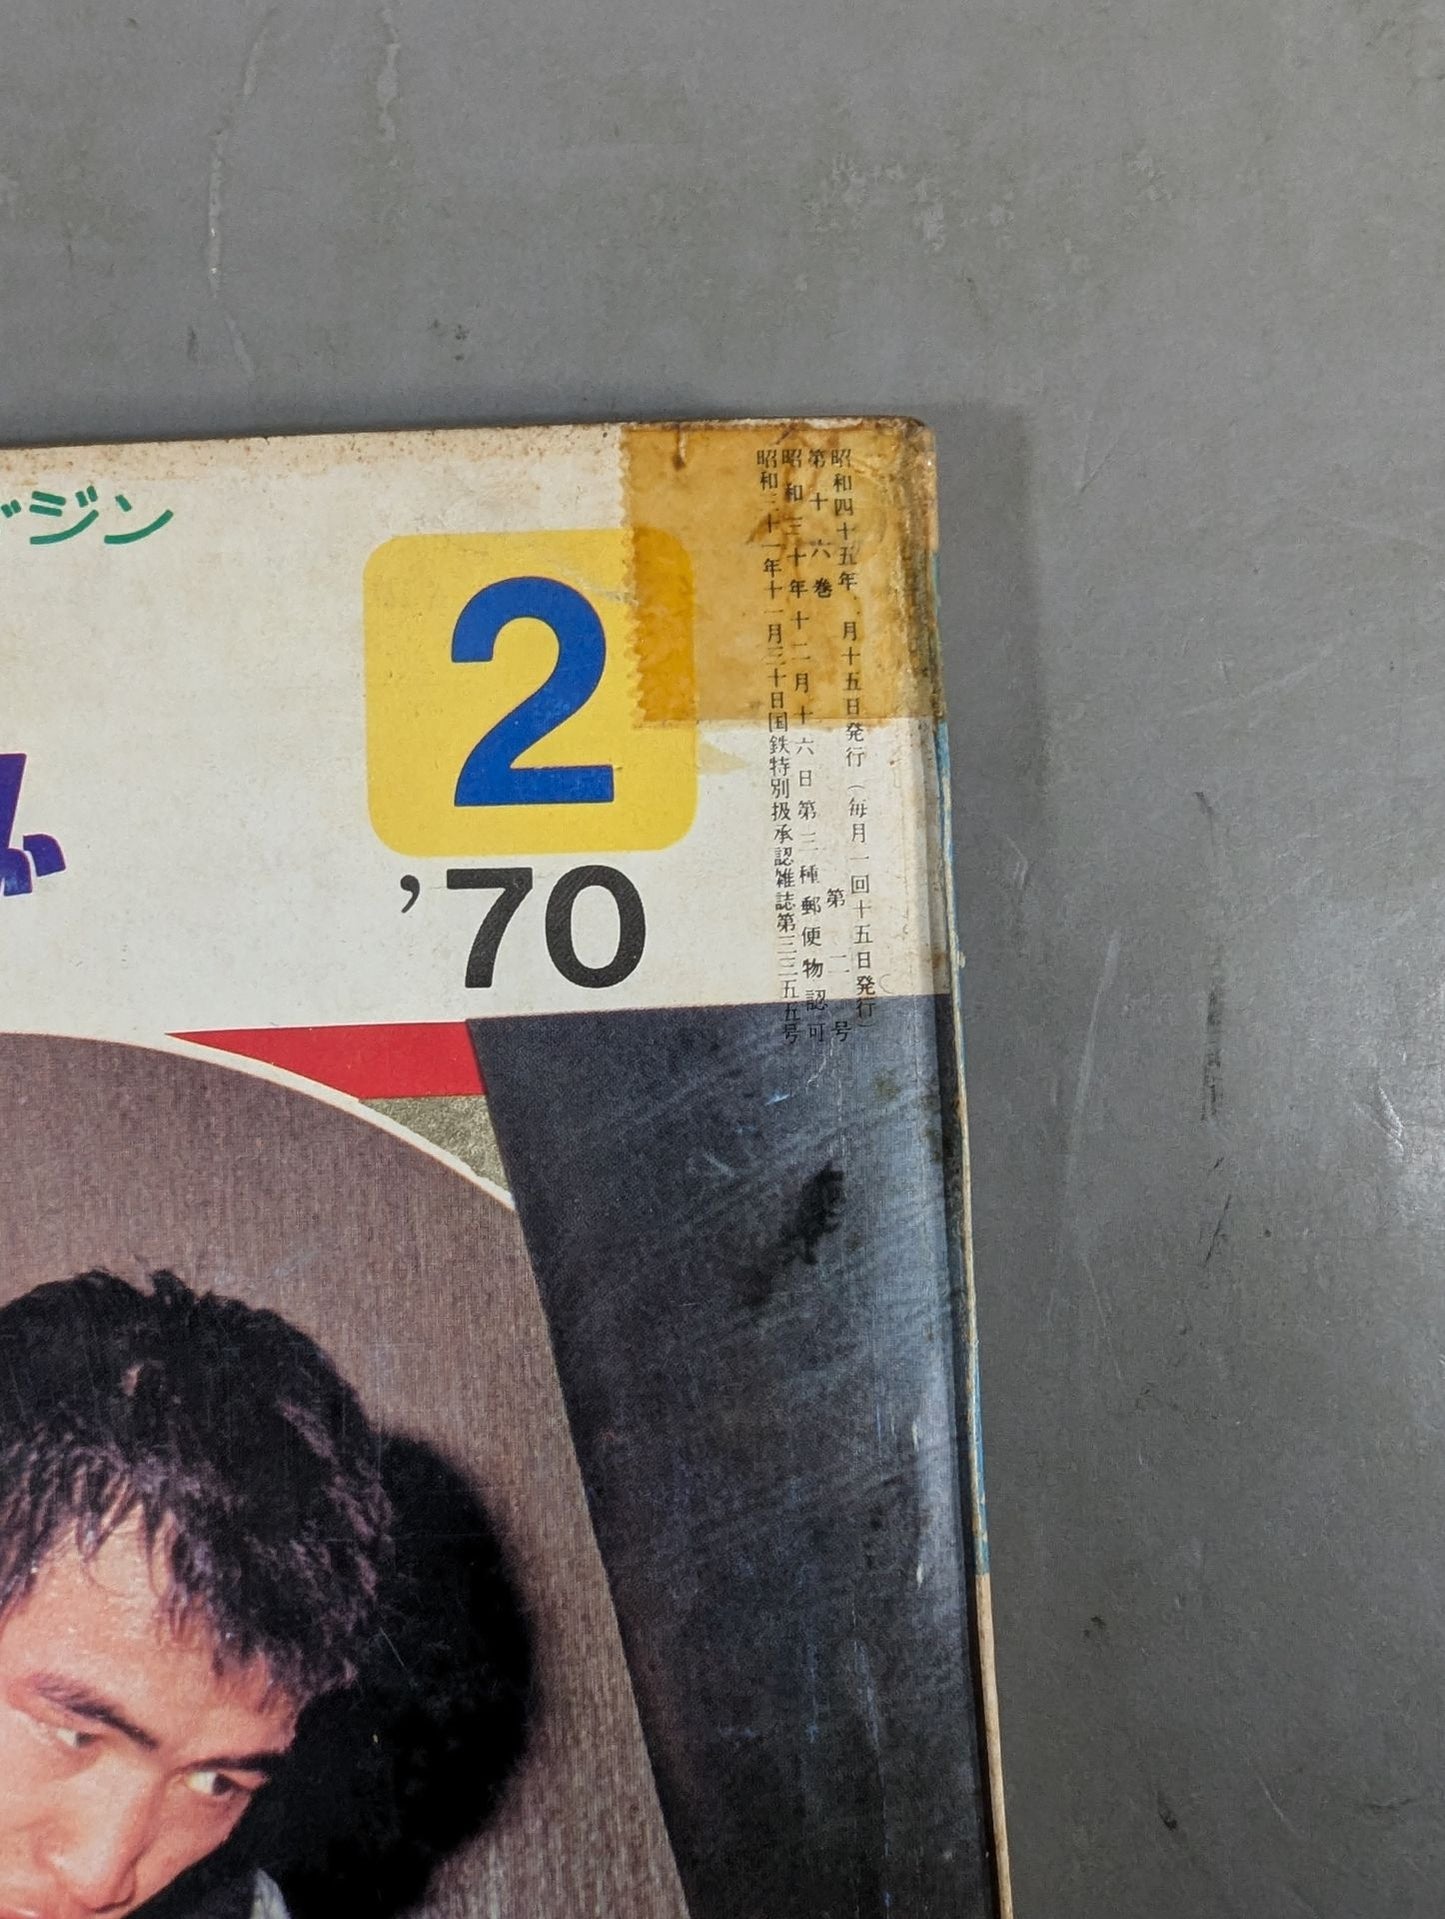 ジン
2
'70
昭和四十五年 月十五日発行（毎月一回十五日発行）
第十六巻 第二号
昭和三十年十二月十六日第三種郵便物認可
昭和三十一年十一月三十日国鉄特別扱承認雑誌第三三五五号